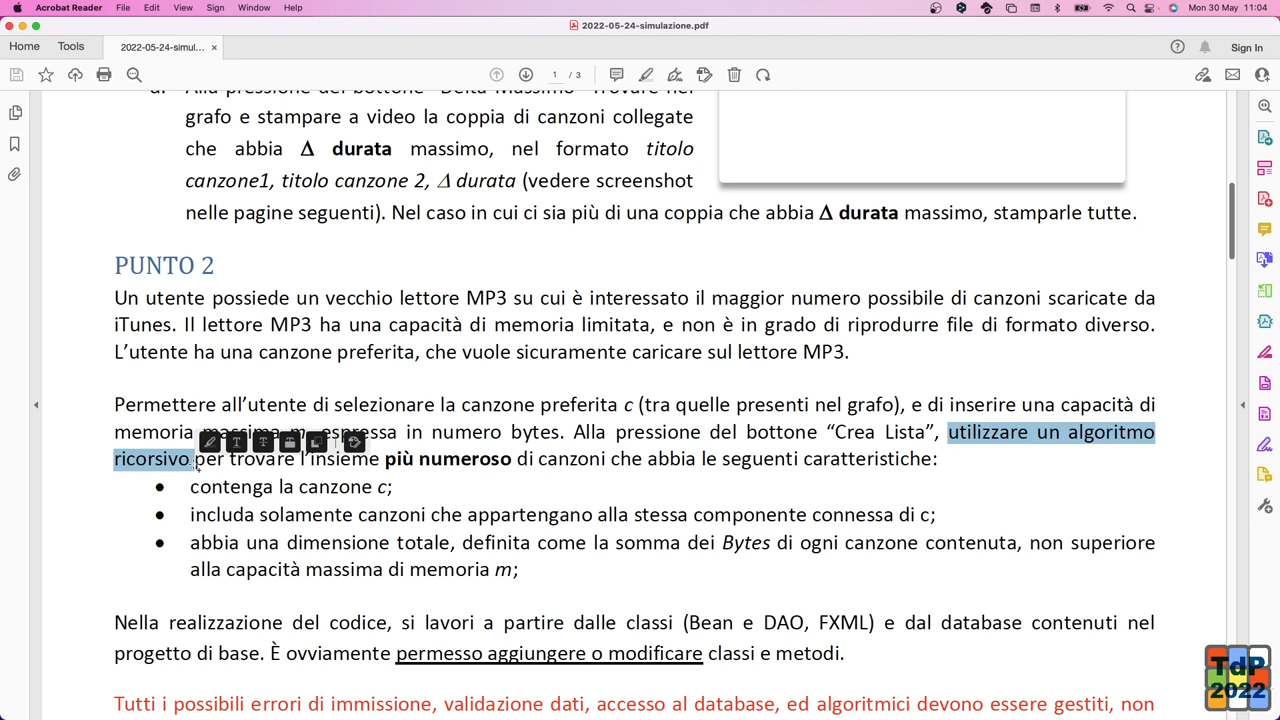 Acrobat Reader File Edit View Sign Window Help Mon 30 May 11:04
2022-05-24-simulazione.pdf
Home Tools 2022-05-24-simul... × Sign In
1 / 3
grafo e stampare a video la coppia di canzoni collegate
che abbia Δ durata massimo, nel formato titolo
canzone1, titolo canzone 2, Δ durata (vedere screenshot
nelle pagine seguenti). Nel caso in cui ci sia più di una coppia che abbia Δ durata massimo, stamparle tutte.
PUNTO 2
Un utente possiede un vecchio lettore MP3 su cui è interessato il maggior numero possibile di canzoni scaricate da
iTunes. Il lettore MP3 ha una capacità di memoria limitata, e non è in grado di riprodurre file di formato diverso.
L’utente ha una canzone preferita, che vuole sicuramente caricare sul lettore MP3.
Permettere all’utente di selezionare la canzone preferita c (tra quelle presenti nel grafo), e di inserire una capacità di
memoria massima m, espressa in numero bytes. Alla pressione del bottone “Crea Lista”, utilizzare un algoritmo
ricorsivo per trovare l’insieme più numeroso di canzoni che abbia le seguenti caratteristiche:
• contenga la canzone c;
• includa solamente canzoni che appartengano alla stessa componente connessa di c;
• abbia una dimensione totale, definita come la somma dei Bytes di ogni canzone contenuta, non superiore
alla capacità massima di memoria m;
Nella realizzazione del codice, si lavori a partire dalle classi (Bean e DAO, FXML) e dal database contenuti nel
progetto di base. È ovviamente permesso aggiungere o modificare classi e metodi.
Tutti i possibili errori di immissione, validazione dati, accesso al database, ed algoritmici devono essere gestiti, non
TdP
2022